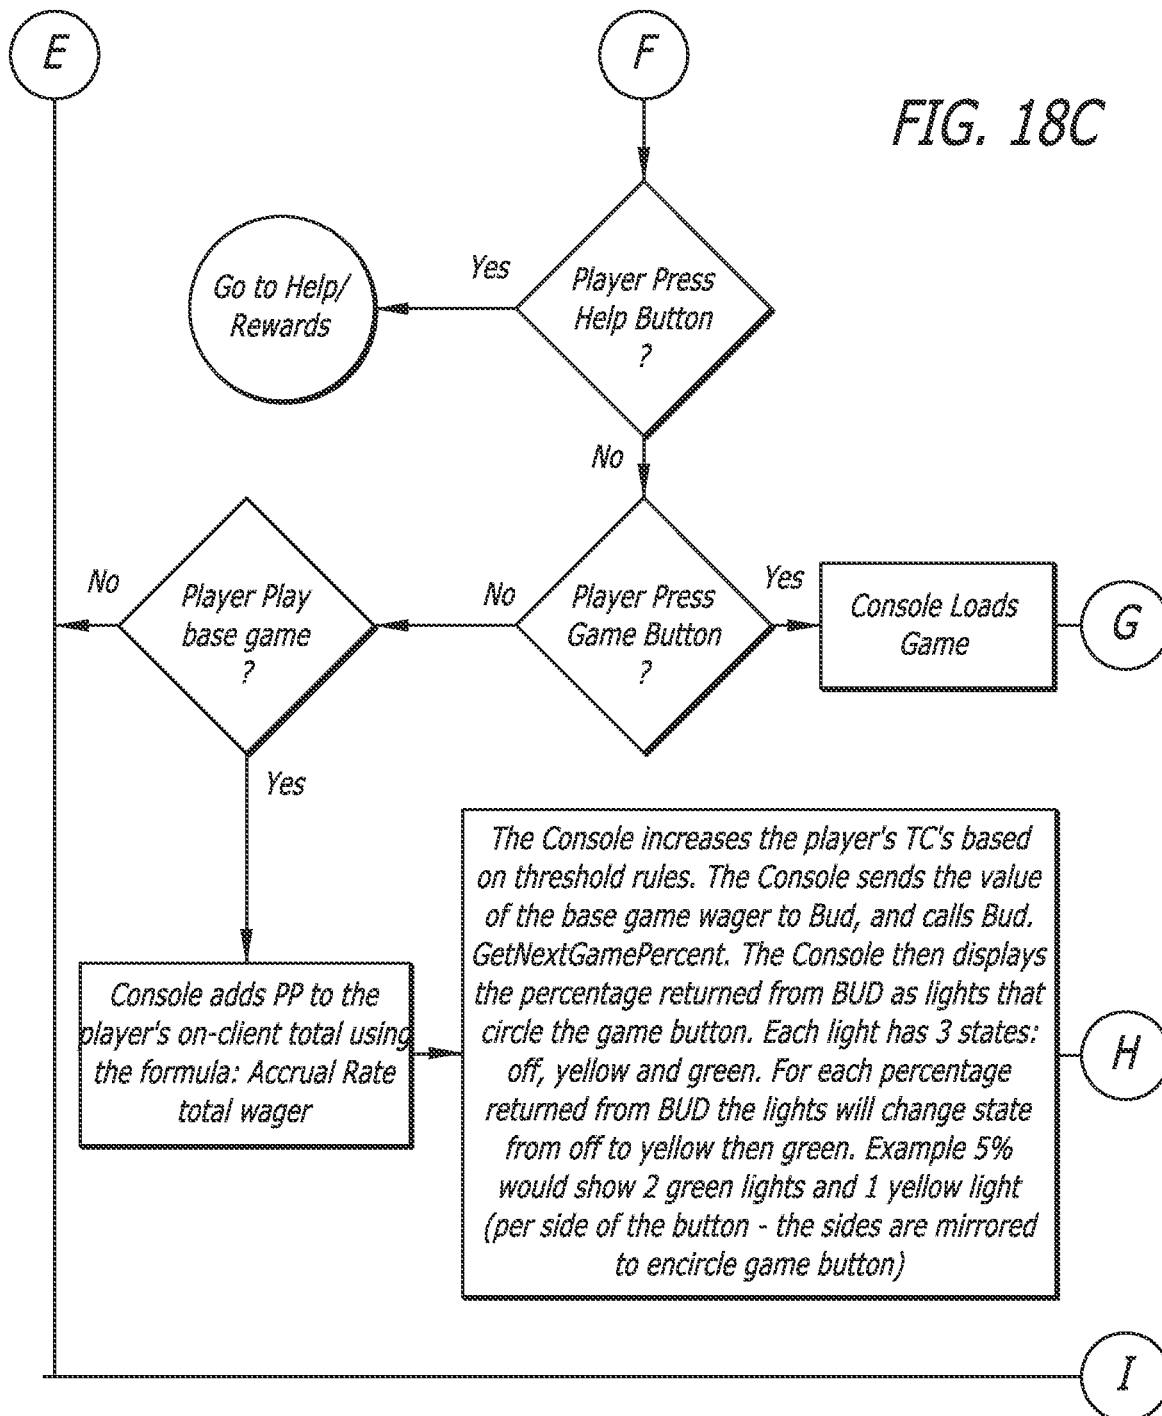 E
F
FIG. 18C
Player Press
Help Button
?
Yes
Go to Help/
Rewards
No
Player Press
Game Button
?
Yes
Console Loads
Game
G
No
Player Play
base game
?
No
Yes
Console adds PP to the
player's on-client total using
the formula: Accrual Rate
total wager
The Console increases the player's TC's based
on threshold rules. The Console sends the value
of the base game wager to Bud, and calls Bud.
GetNextGamePercent. The Console then displays
the percentage returned from BUD as lights that
circle the game button. Each light has 3 states:
off, yellow and green. For each percentage
returned from BUD the lights will change state
from off to yellow then green. Example 5%
would show 2 green lights and 1 yellow light
(per side of the button - the sides are mirrored
to encircle game button)
H
I